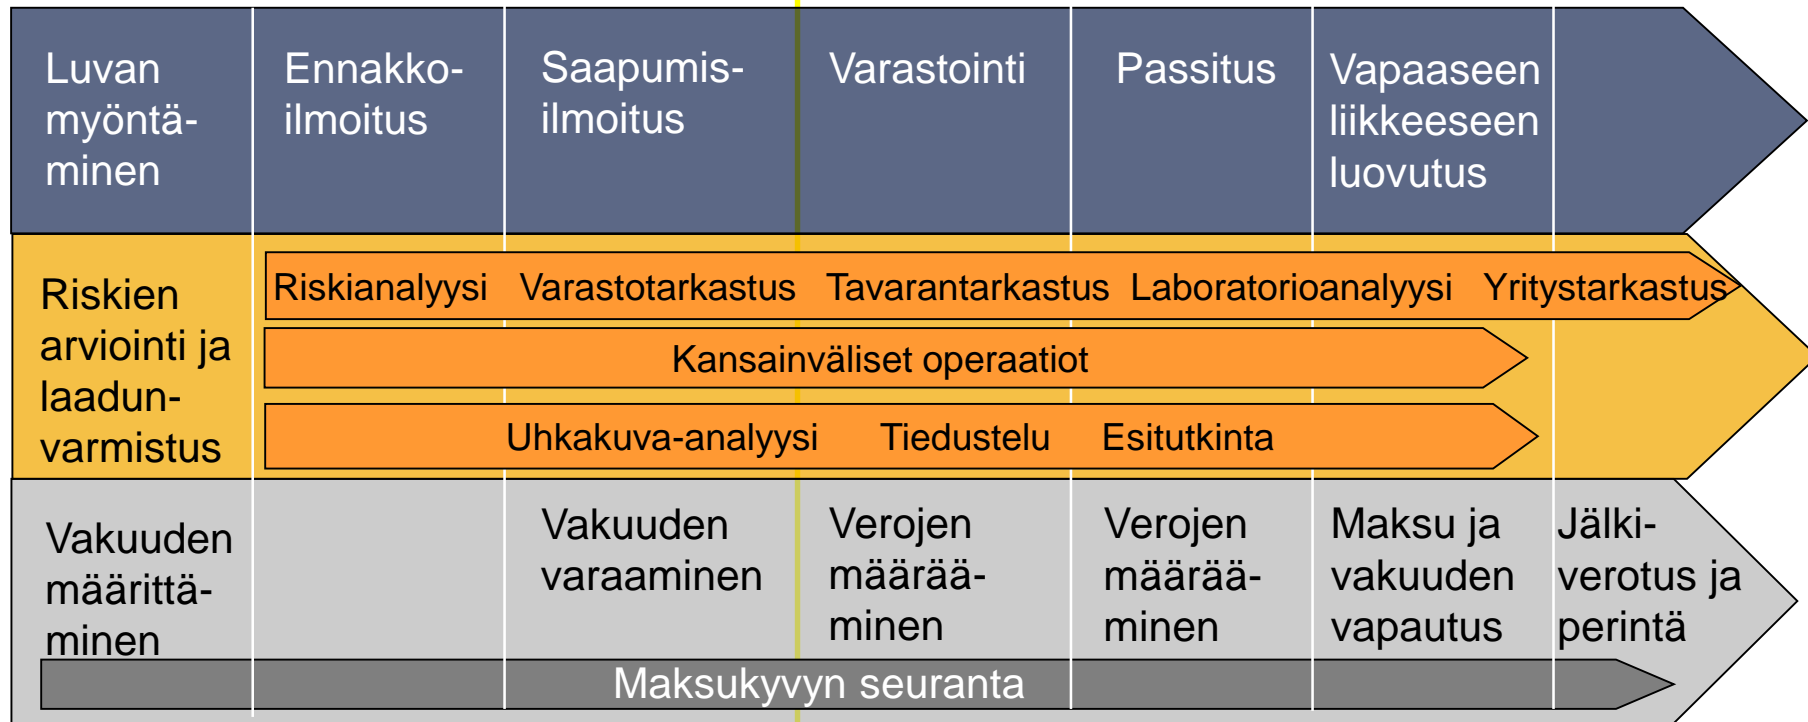 Luvan
myöntä-
minen
Ennakko-
ilmoitus
Saapumis-
ilmoitus
Varastointi
Passitus
Vapaaseen
liikkeeseen
luovutus
Riskien
arviointi ja
laadun-
varmistus
Riskianalyysi Varastotarkastus Tavarantarkastus Laboratorioanalyysi Yritystarkastus
Kansainväliset operaatiot
Uhkakuva-analyysi Tiedustelu Esitutkinta
Vakuuden
määrittä-
minen
Vakuuden
varaaminen
Verojen
määrää-
minen
Verojen
määrää-
minen
Maksu ja
vakuuden
vapautus
Jälki-
verotus ja
perintä
Maksukyvyn seuranta